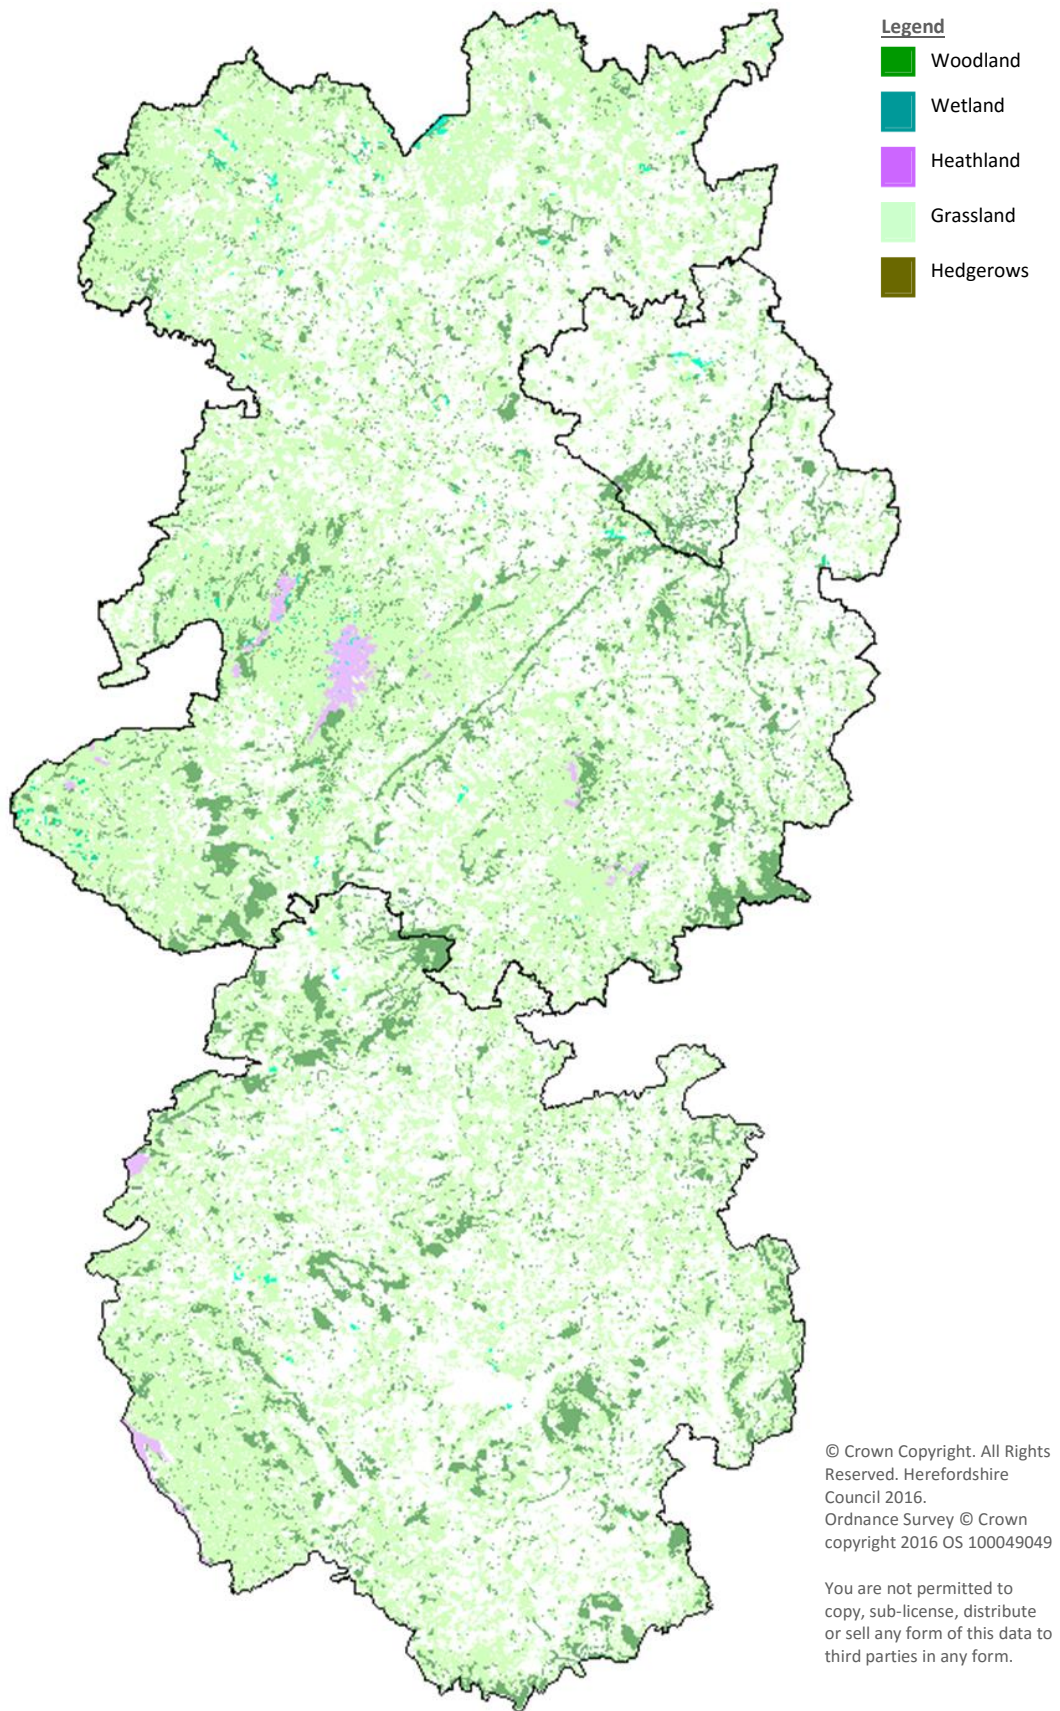 Legend
Woodland
Wetland
Heathland
Grassland
Hedgerows
© Crown Copyright. All Rights
Reserved. Herefordshire
Council 2016.
Ordnance Survey © Crown
copyright 2016 OS 100049049
You are not permitted to
copy, sub-license, distribute
or sell any form of this data to
third parties in any form.